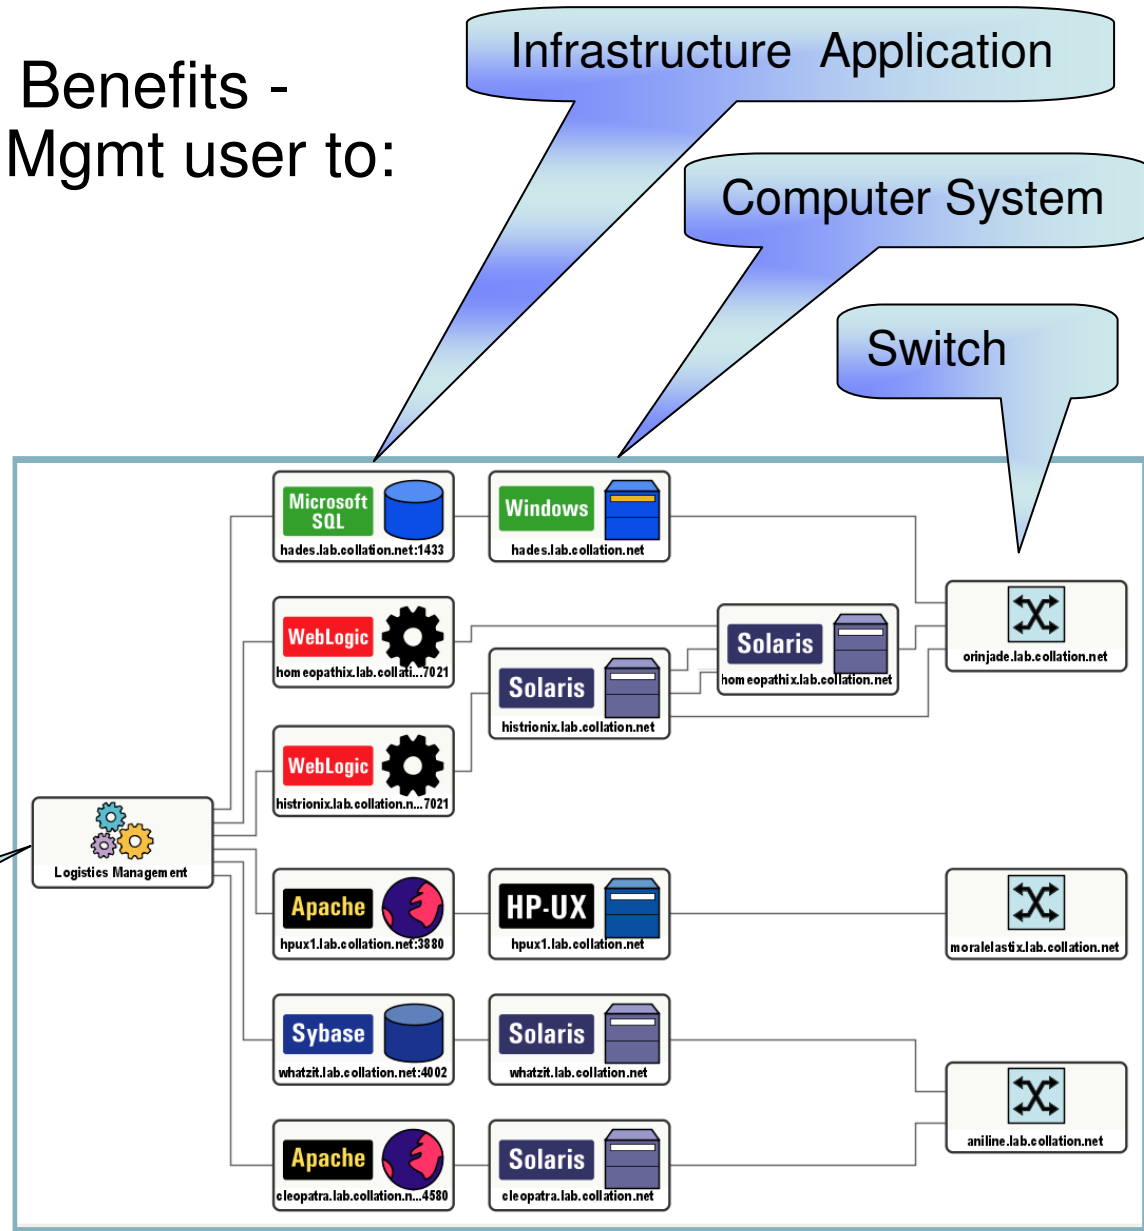 Benefits -
Mgmt user to:
Infrastructure Application
Computer System
Switch
Microsoft
SQL
hades.lab.collation.net:1433
Windows
hades.lab.collation.net
WebLogic
homeopathix.lab.collati...7021
Solaris
homeopathix.lab.collation.net
orinjade.lab.collation.net
Solaris
histrionix.lab.collation.net
WebLogic
histrionix.lab.collation.n...7021
Logistics Management
Apache
hpux1.lab.collation.net:3880
HP-UX
hpux1.lab.collation.net
moralelastix.lab.collation.net
Sybase
whatzit.lab.collation.net:4002
Solaris
whatzit.lab.collation.net
aniline.lab.collation.net
Apache
cleopatra.lab.collation.n...4580
Solaris
cleopatra.lab.collation.net